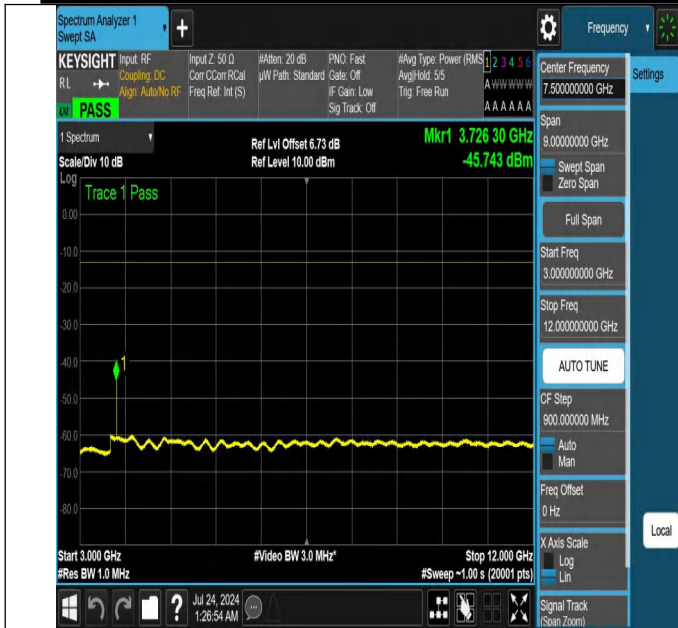 Spectrum Analyzer 1
Swept SA
+
Frequency
KEYSIGHT
RL
LXI
PASS
Input: RF
Coupling: DC
Align: Auto/No RF
Input Z: 50 Ω
Corr CCorr RCal
Freq Ref: Int (S)
#Atten: 20 dB
µW Path: Standard
PNO: Fast
Gate: Off
IF Gain: Low
Sig Track: Off
#Avg Type: Power (RMS
Avg|Hold: 5/5
Trig: Free Run
1 2 3 4 5 6
A W W W W W
A A A A A A
1 Spectrum
Scale/Div 10 dB
Ref Lvl Offset 6.73 dB
Ref Level 10.00 dBm
Mkr1 3.726 30 GHz
-45.743 dBm
Log
Trace 1 Pass
0.00
-10.0
-20.0
-30.0
-40.0
-50.0
-60.0
-70.0
-80.0
1
Start 3.000 GHz
#Res BW 1.0 MHz
#Video BW 3.0 MHz*
Stop 12.000 GHz
#Sweep ~1.00 s (20001 pts)
?
Jul 24, 2024
1:26:54 AM
Center Frequency
7.500000000 GHz
Settings
Span
9.00000000 GHz
Swept Span
Zero Span
Full Span
Start Freq
3.000000000 GHz
Stop Freq
12.000000000 GHz
AUTO TUNE
CF Step
900.000000 MHz
Auto
Man
Freq Offset
0 Hz
Local
X Axis Scale
Log
Lin
Signal Track
(Span Zoom)